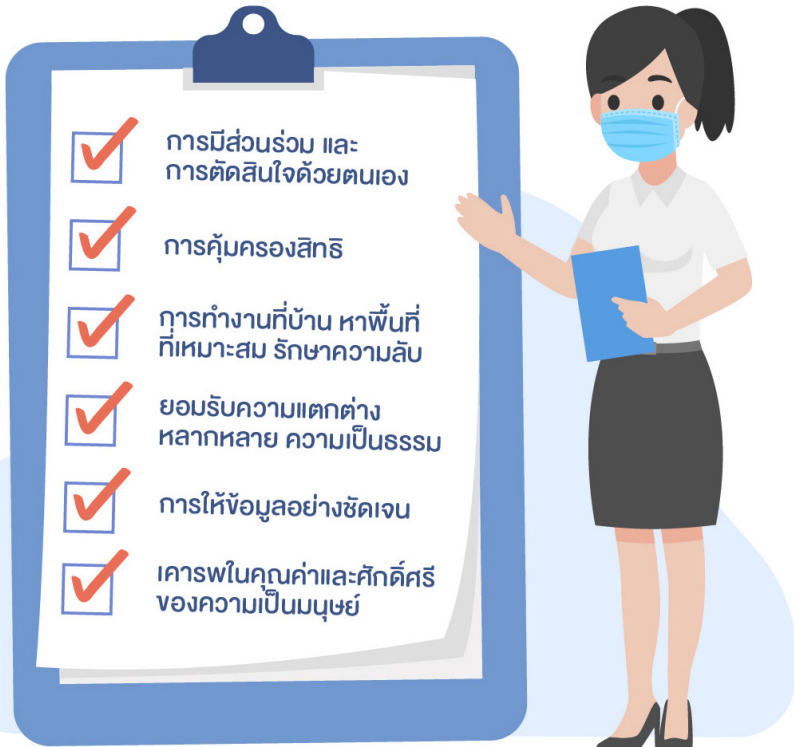 การมีส่วนร่วม และ
การตัดสินใจด้วยตนเอง
การคุ้มครองสิทธิ
การทำงานที่บ้าน หาพื้นที่
ที่เหมาะสม รักษาความลับ
ยอมรับความแตกต่าง
หลากหลาย ความเป็นธรรม
การให้ข้อมูลอย่างชัดเจน
เคารพในคุณค่าและศักดิ์ศรี
ของความเป็นมนุษย์